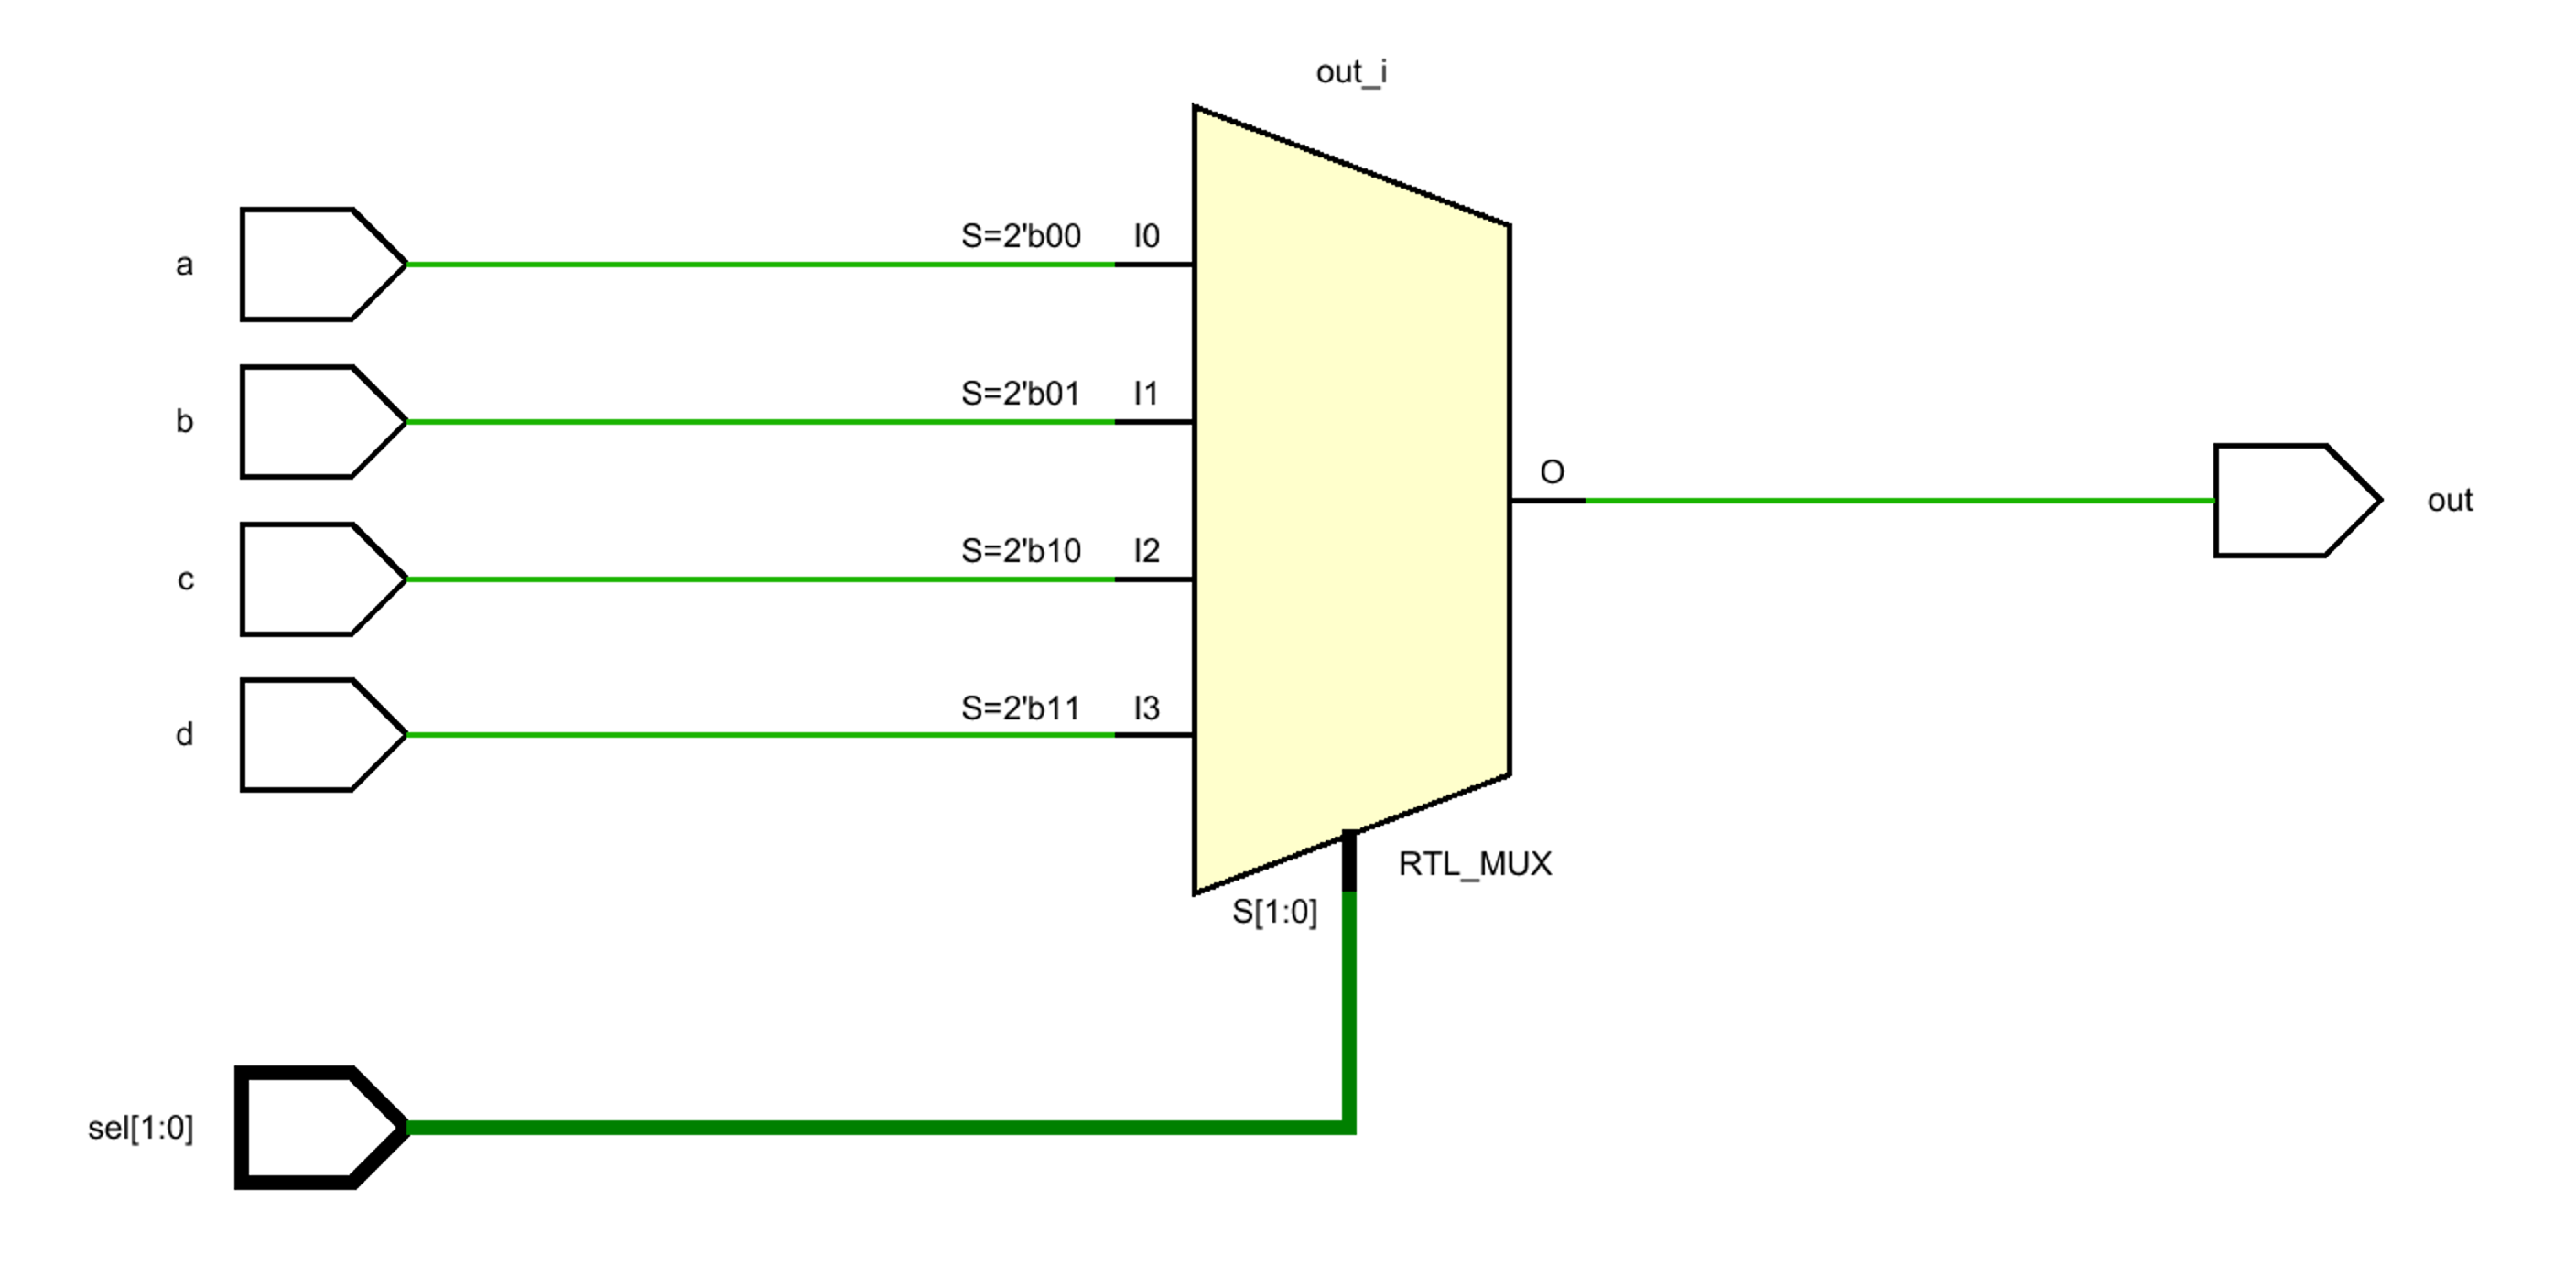 out_i
a
S=2'b00 I0
b
S=2'b01 I1
O
out
c
S=2'b10 I2
d
S=2'b11 I3
RTL_MUX
S[1:0]
sel[1:0]